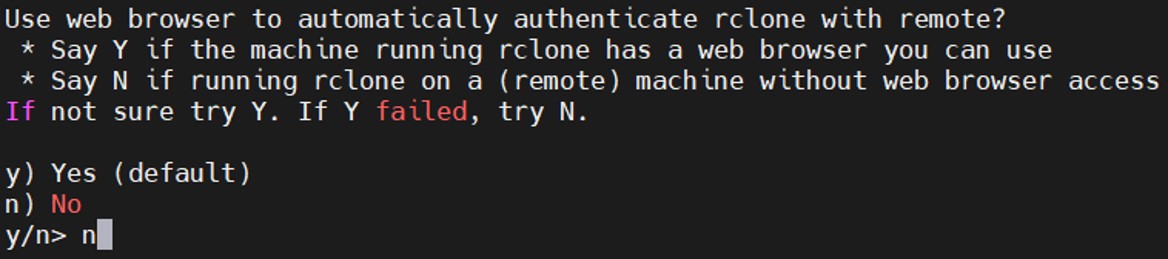 Use web browser to automatically authenticate rclone with remote?
 * Say Y if the machine running rclone has a web browser you can use
 * Say N if running rclone on a (remote) machine without web browser access
If not sure try Y. If Y failed, try N.

y) Yes (default)
n) No
y/n> n